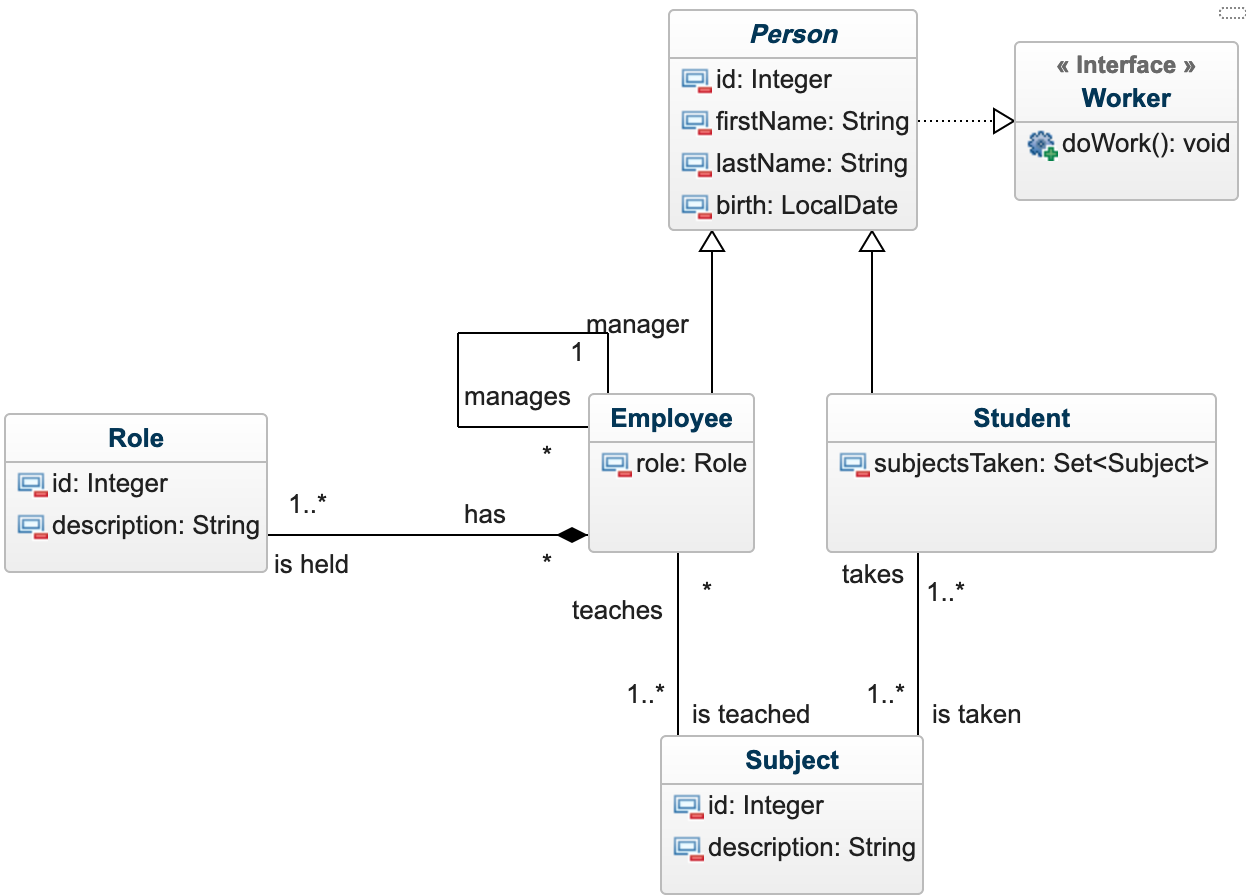 Person
id: Integer
firstName: String
lastName: String
birth: LocalDate
« Interface »
Worker
doWork(): void
manager
1
manages
*
Employee
role: Role
Student
subjectsTaken: Set<Subject>
Role
id: Integer
description: String
1..*
has
is held
*
teaches
*
takes
1..*
1..*
is teached
1..*
is taken
Subject
id: Integer
description: String